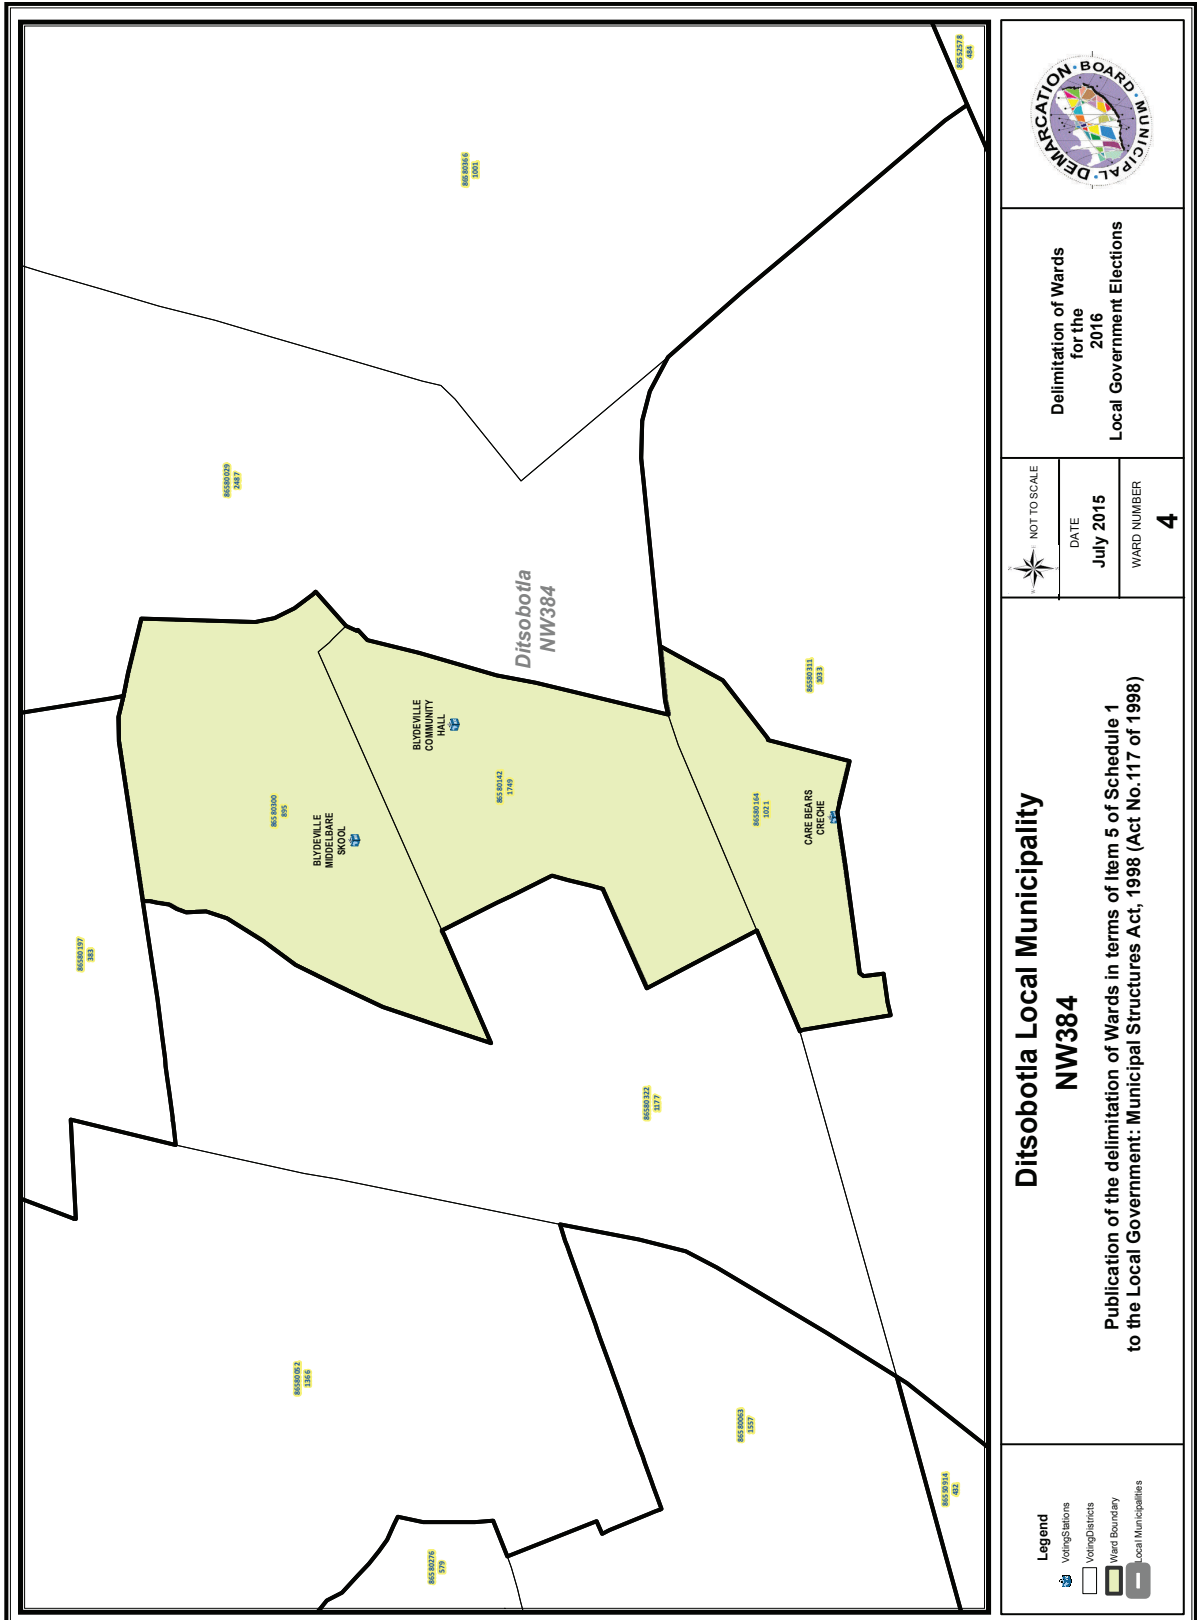 86580197
383
86580029
2487
86580366
1001
86552578
484
86580300
895
BLYDEVILLE
MIDDELBARE
SKOOL
BLYDEVILLE
COMMUNITY
HALL
86580142
1749
Ditsobotla
NW384
86580164
1021
CARE BEARS
CRECHE
86580311
1033
86580322
1177
86580052
1366
86580276
579
86580063
1557
86550914
432
Legend
VotingStations
VotingDistricts
Ward Boundary
Local Municipalities
Ditsobotla Local Municipality
NW384
Publication of the delimitation of Wards in terms of Item 5 of Schedule 1
to the Local Government: Municipal Structures Act, 1998 (Act No.117 of 1998)
NOT TO SCALE
DATE
July 2015
WARD NUMBER
4
Delimitation of Wards
for the
2016
Local Government Elections
MUNICIPAL · DEMARCATION · BOARD